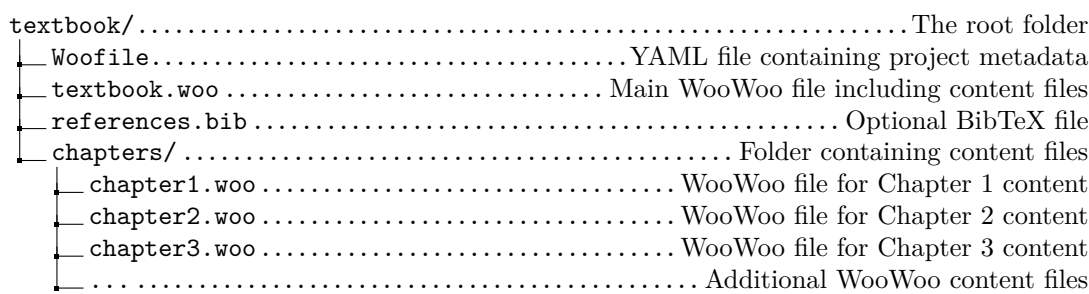 textbook/ ........ The root folder
Woofile ........ YAML file containing project metadata
textbook.woo ........ Main WooWoo file including content files
references.bib ........ Optional BibTeX file
chapters/ ........ Folder containing content files
chapter1.woo ........ WooWoo file for Chapter 1 content
chapter2.woo ........ WooWoo file for Chapter 2 content
chapter3.woo ........ WooWoo file for Chapter 3 content
... ........ Additional WooWoo content files